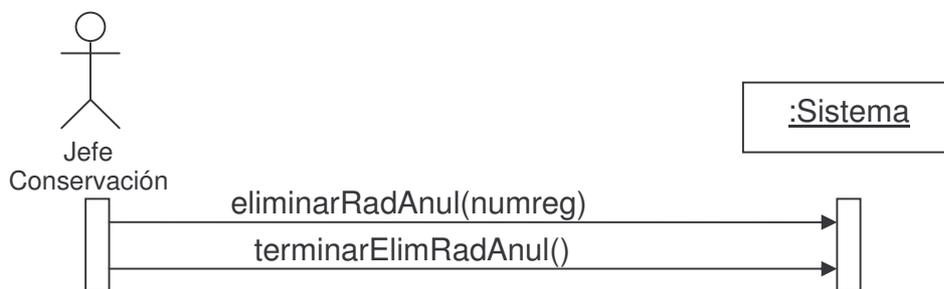 :Sistema
Jefe
Conservación
eliminarRadAnul(numreg)
terminarElimRadAnul()